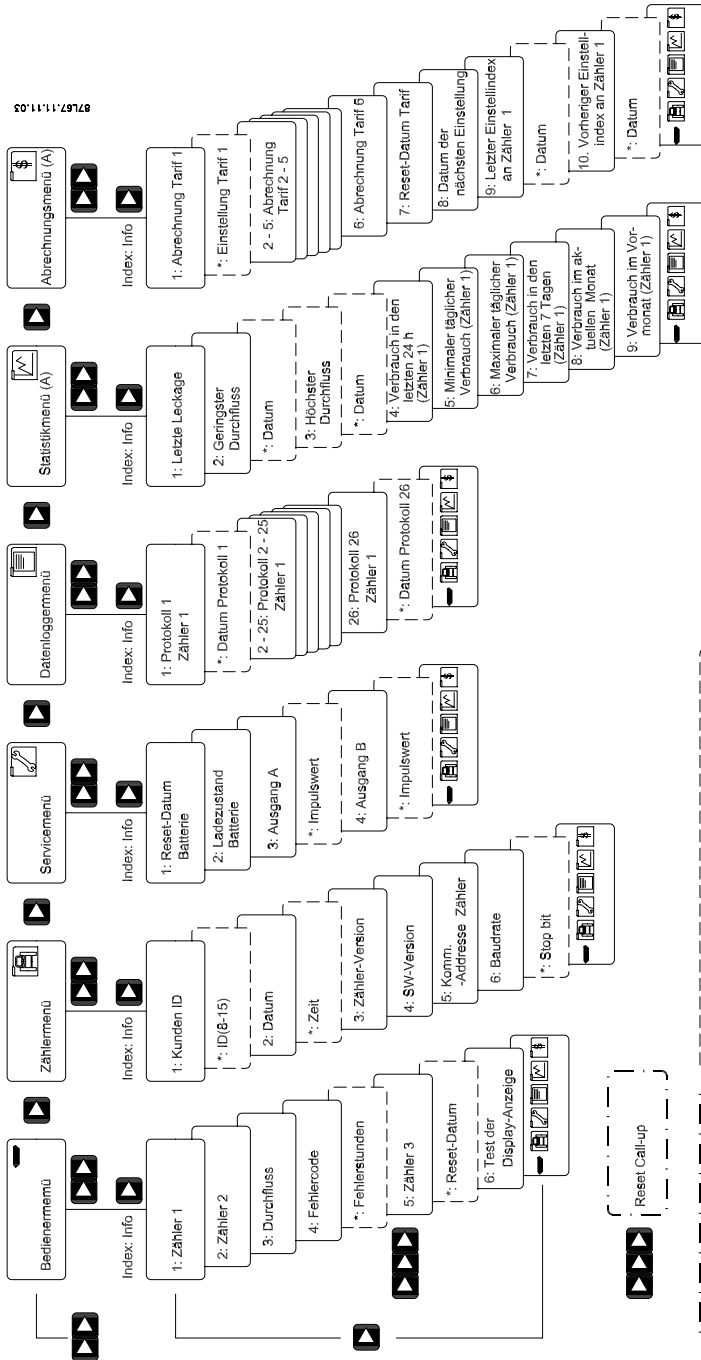 Bedienermemü
Index: Info
1: Zähler 1
2: Zähler 2
3: Durchfluss
4: Fehlercode
*: Fehlerstunden
5: Zähler 3
*: Reset-Datum
6: Test der
Display-Anzeige
Reset Call-up
Zählermenü
Index: Info
1: Kunden ID
*: ID(8-15)
2: Datum
*: Zeit
3: Zähler-Version
4: SW-Version
5: Komm.
-Addresse Zähler
6: Baudrate
*: Stop bit
Servicemenü
Index: Info
1: Reset-Datum
Batterie
2: Ladezustand
Batterie
3: Ausgang A
*: Impulswert
4: Ausgang B
*: Impulswert
Datenloggermenü
Index: Info
1: Protokoll 1
Zähler 1
*: Datum Protokoll 1
2 - 25: Protokoll 2 - 25
Zähler 1
26: Protokoll 26
Zähler 1
*: Datum Protokoll 26
Statistikmenü (A)
Index: Info
1: Letzte Leckage
2: Geringster
Durchfluss
*: Datum
3: Höchster
Durchfluss
*: Datum
4: Verbrauch in den
letzten 24 h
(Zähler 1)
5: Minimaler täglicher
Verbrauch (Zähler 1)
6: Maximaler täglicher
Verbrauch (Zähler 1)
7: Verbrauch in den
letzten 7 Tagen
(Zähler 1)
8: Verbrauch im ak-
tuellen Monat
(Zähler 1)
9: Verbrauch im Vor-
monat (Zähler 1)
Abrechnungsmenü (A)
Index: Info
1: Abrechnung Tarif 1
*: Einstellung Tarif 1
2 - 5: Abrechnung
Tarif 2 - 5
6: Abrechnung Tarif 6
7: Reset-Datum Tarif
8: Datum der
nächsten Einstellung
9: Letzter Einstellindex
an Zähler 1
*: Datum
10. Vorheriger Einstell-
index an Zähler 1
*: Datum
87L67.11.11.03